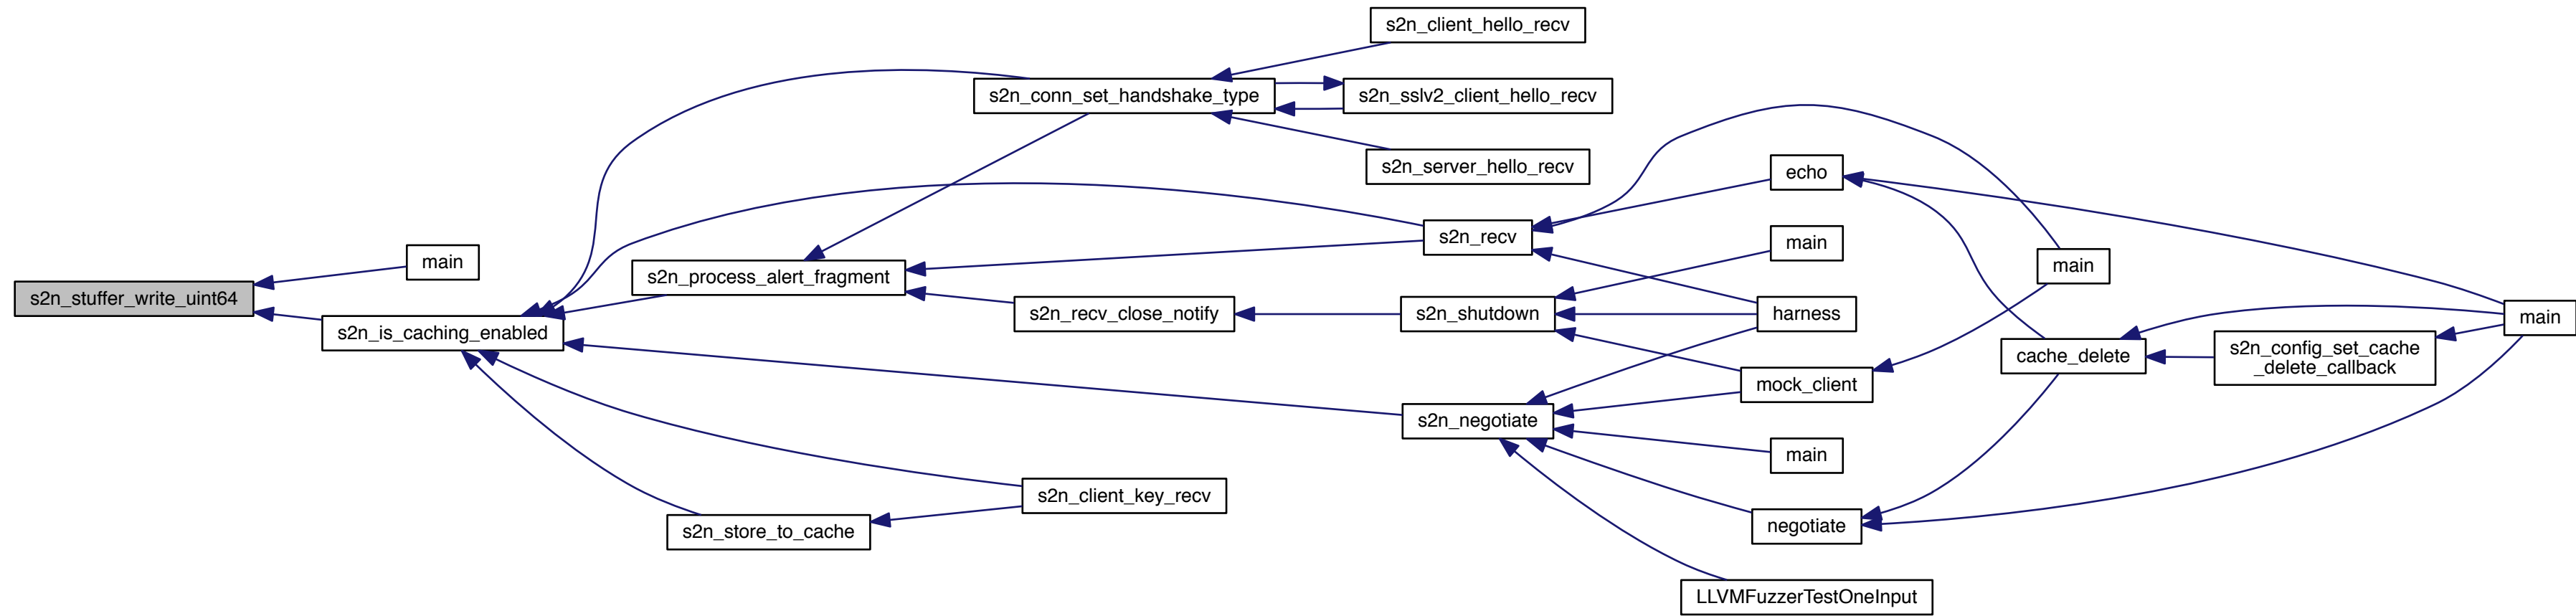 s2n_client_hello_recv
s2n_conn_set_handshake_type
s2n_sslv2_client_hello_recv
s2n_server_hello_recv
echo
s2n_recv
main
main
main
s2n_process_alert_fragment
s2n_stuffer_write_uint64
s2n_recv_close_notify
s2n_shutdown
harness
main
s2n_is_caching_enabled
cache_delete
s2n_config_set_cache
_delete_callback
mock_client
s2n_negotiate
main
s2n_client_key_recv
negotiate
s2n_store_to_cache
LLVMFuzzerTestOneInput